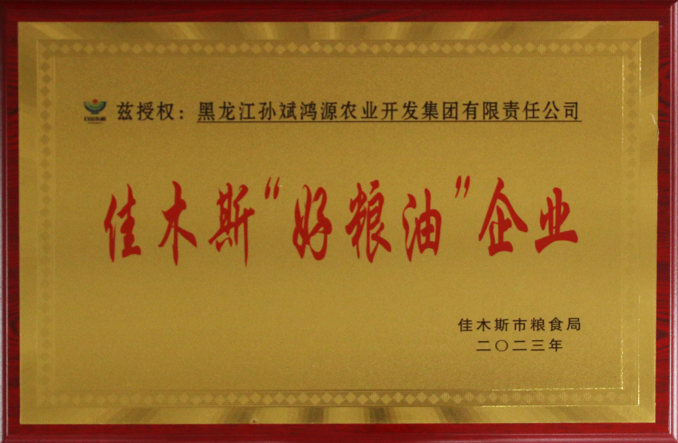 兹授权：黑龙江孙斌鸿源农业开发集团有限责任公司
佳木斯“好粮油”企业
佳木斯市粮食局
二〇二三年